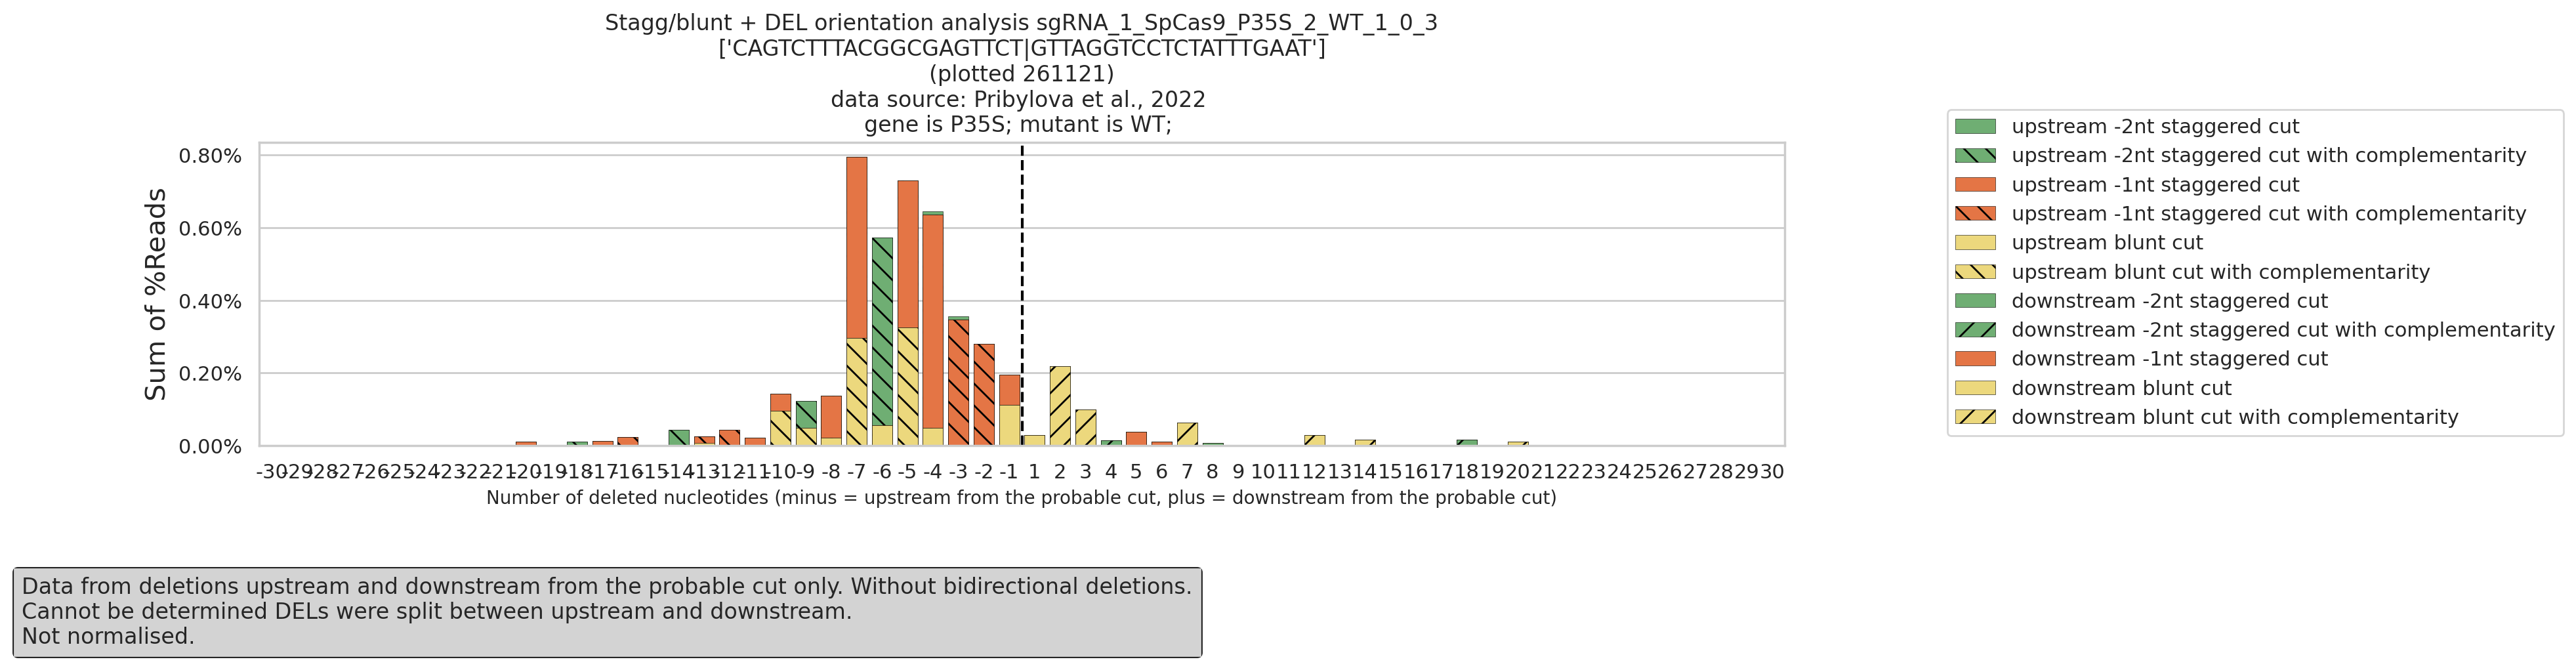 Stagg/blunt + DEL orientation analysis sgRNA_1_SpCas9_P35S_2_WT_1_0_3
['CAGTCTTTACGGCGAGTTCT|GTTAGGTCCTCTATTTGAAT']
(plotted 261121)
data source: Pribylova et al., 2022
gene is P35S; mutant is WT;
Sum of %Reads
0.80%
0.60%
0.40%
0.20%
0.00%
-30 -29 -28 -27 -26 -25 -24 -23 -22 -21 -20 -19 -18 -17 -16 -15 -14 -13 -12 -11 -10 -9 -8 -7 -6 -5 -4 -3 -2 -1 1 2 3 4 5 6 7 8 9 10 11 12 13 14 15 16 17 18 19 20 21 22 23 24 25 26 27 28 29 30
Number of deleted nucleotides (minus = upstream from the probable cut, plus = downstream from the probable cut)
upstream -2nt staggered cut
upstream -2nt staggered cut with complementarity
upstream -1nt staggered cut
upstream -1nt staggered cut with complementarity
upstream blunt cut
upstream blunt cut with complementarity
downstream -2nt staggered cut
downstream -2nt staggered cut with complementarity
downstream -1nt staggered cut
downstream blunt cut
downstream blunt cut with complementarity
Data from deletions upstream and downstream from the probable cut only. Without bidirectional deletions.
Cannot be determined DELs were split between upstream and downstream.
Not normalised.